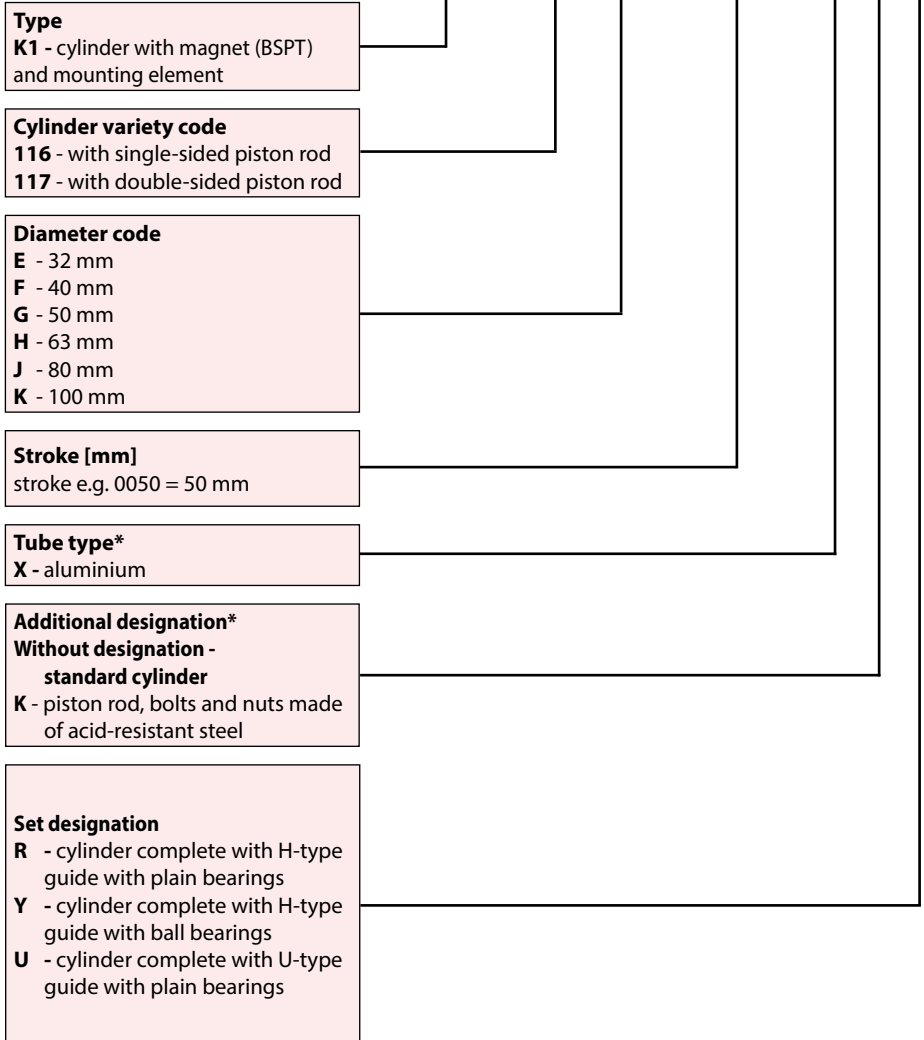 Type
K1 - cylinder with magnet (BSPT)
and mounting element
Cylinder variety code
116 - with single-sided piston rod
117 - with double-sided piston rod
Diameter code
E - 32 mm
F - 40 mm
G - 50 mm
H - 63 mm
J - 80 mm
K - 100 mm
Stroke [mm]
stroke e.g. 0050 = 50 mm
Tube type*
X - aluminium
Additional designation*
Without designation -
standard cylinder
K - piston rod, bolts and nuts made
of acid-resistant steel
Set designation
R - cylinder complete with H-type
guide with plain bearings
Y - cylinder complete with H-type
guide with ball bearings
U - cylinder complete with U-type
guide with plain bearings